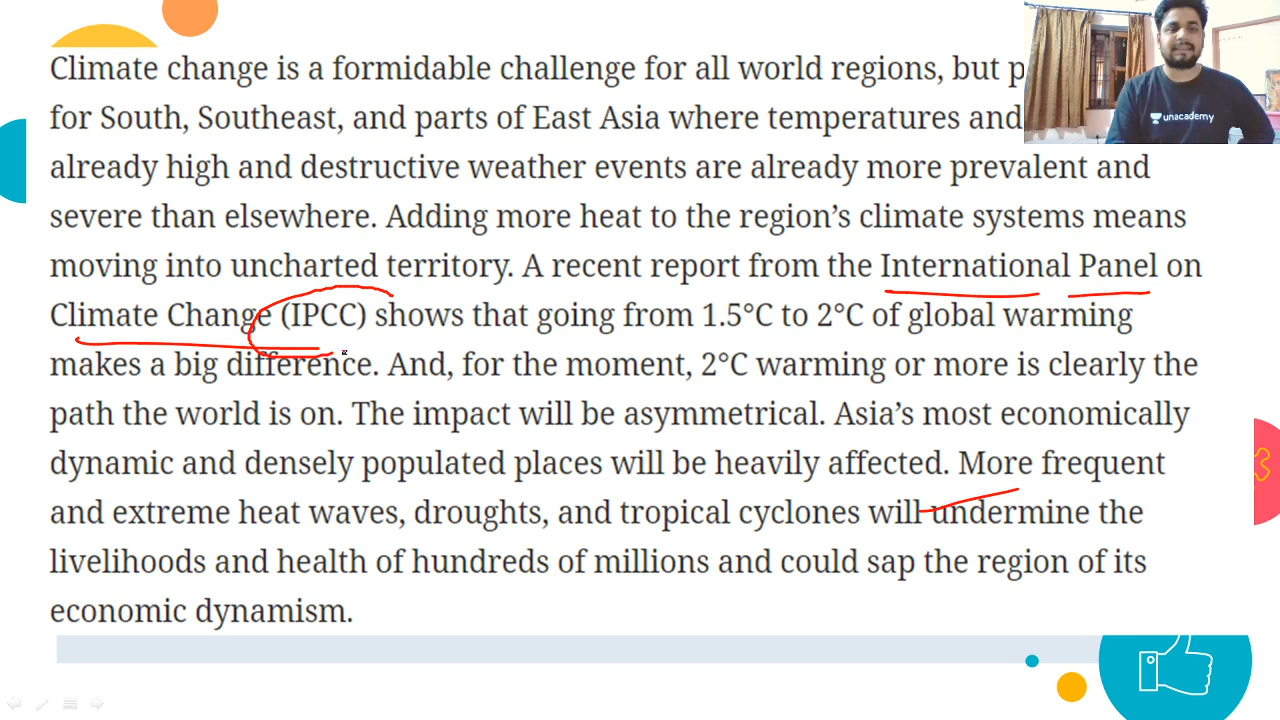 Climate change is a formidable challenge for all world regions, but
for South, Southeast, and parts of East Asia where temperatures and
already high and destructive weather events are already more prevalent and
severe than elsewhere. Adding more heat to the region's climate systems means
moving into uncharted territory. A recent report from the International Panel on
Climate Change (IPCC) shows that going from 1.5°C to 2°C of global warming
makes a big difference. And, for the moment, 2°C warming or more is clearly the
path the world is on. The impact will be asymmetrical. Asia's most economically
dynamic and densely populated places will be heavily affected. More frequent
and extreme heat waves, droughts, and tropical cyclones will undermine the
livelihoods and health of hundreds of millions and could sap the region of its
economic dynamism.
unacademy